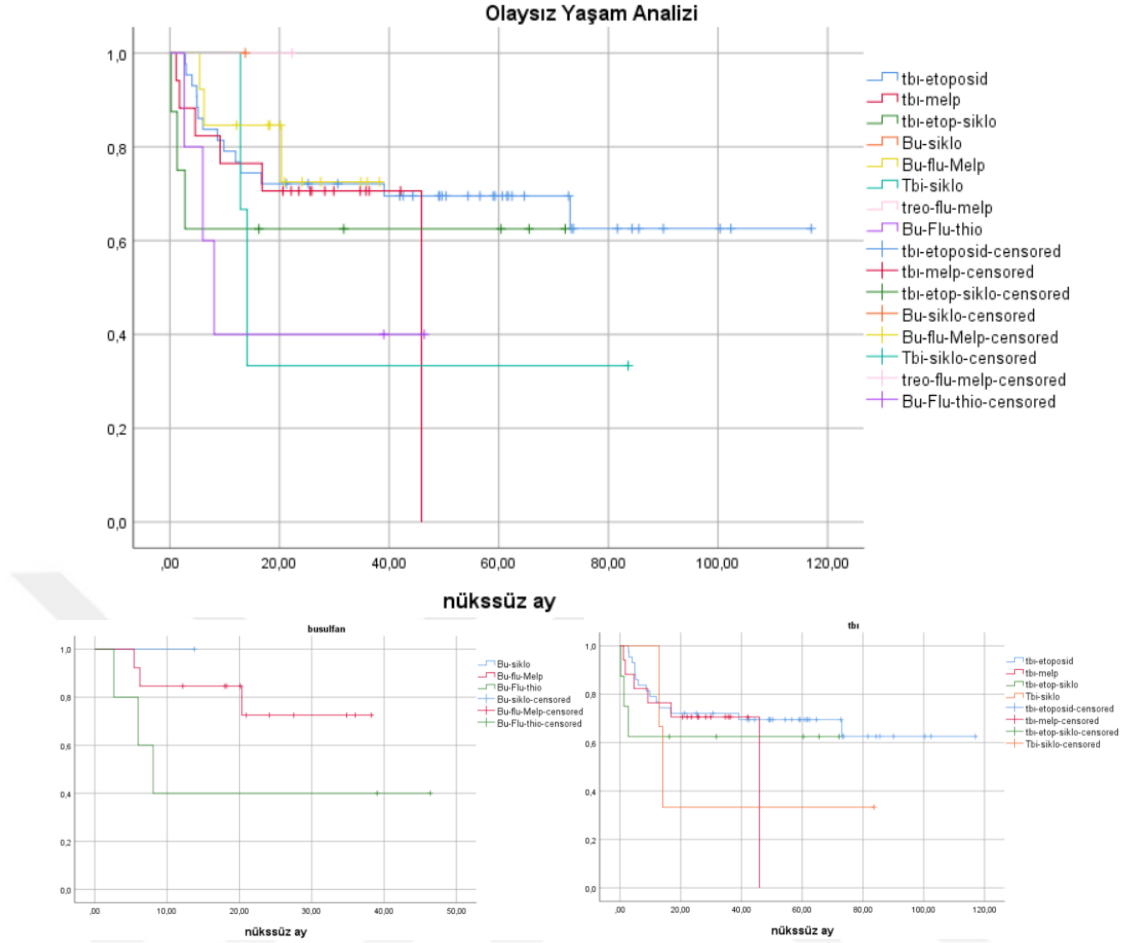 Olaysız Yaşam Analizi
1,0
0,8
0,6
0,4
0,2
0,0
,00 20,00 40,00 60,00 80,00 100,00 120,00
nükssüz ay
tbı-etoposid
tbı-melp
tbı-etop-siklo
Bu-siklo
Bu-flu-Melp
Tbi-siklo
treo-flu-melp
Bu-Flu-thio
tbı-etoposid-censored
tbı-melp-censored
tbı-etop-siklo-censored
Bu-siklo-censored
Bu-flu-Melp-censored
Tbi-siklo-censored
treo-flu-melp-censored
Bu-Flu-thio-censored
busulfan
1,0
0,8
0,6
0,4
0,2
0,0
,00 10,00 20,00 30,00 40,00 50,00
nükssüz ay
Bu-siklo
Bu-flu-Melp
Bu-Flu-thio
Bu-siklo-censored
Bu-flu-Melp-censored
Bu-Flu-thio-censored
tbı
1,0
0,8
0,6
0,4
0,2
0,0
,00 20,00 40,00 60,00 80,00 100,00 120,00
nükssüz ay
tbı-etoposid
tbı-melp
tbı-etop-siklo
Tbi-siklo
tbı-etoposid-censored
tbı-melp-censored
tbı-etop-siklo-censored
Tbi-siklo-censored